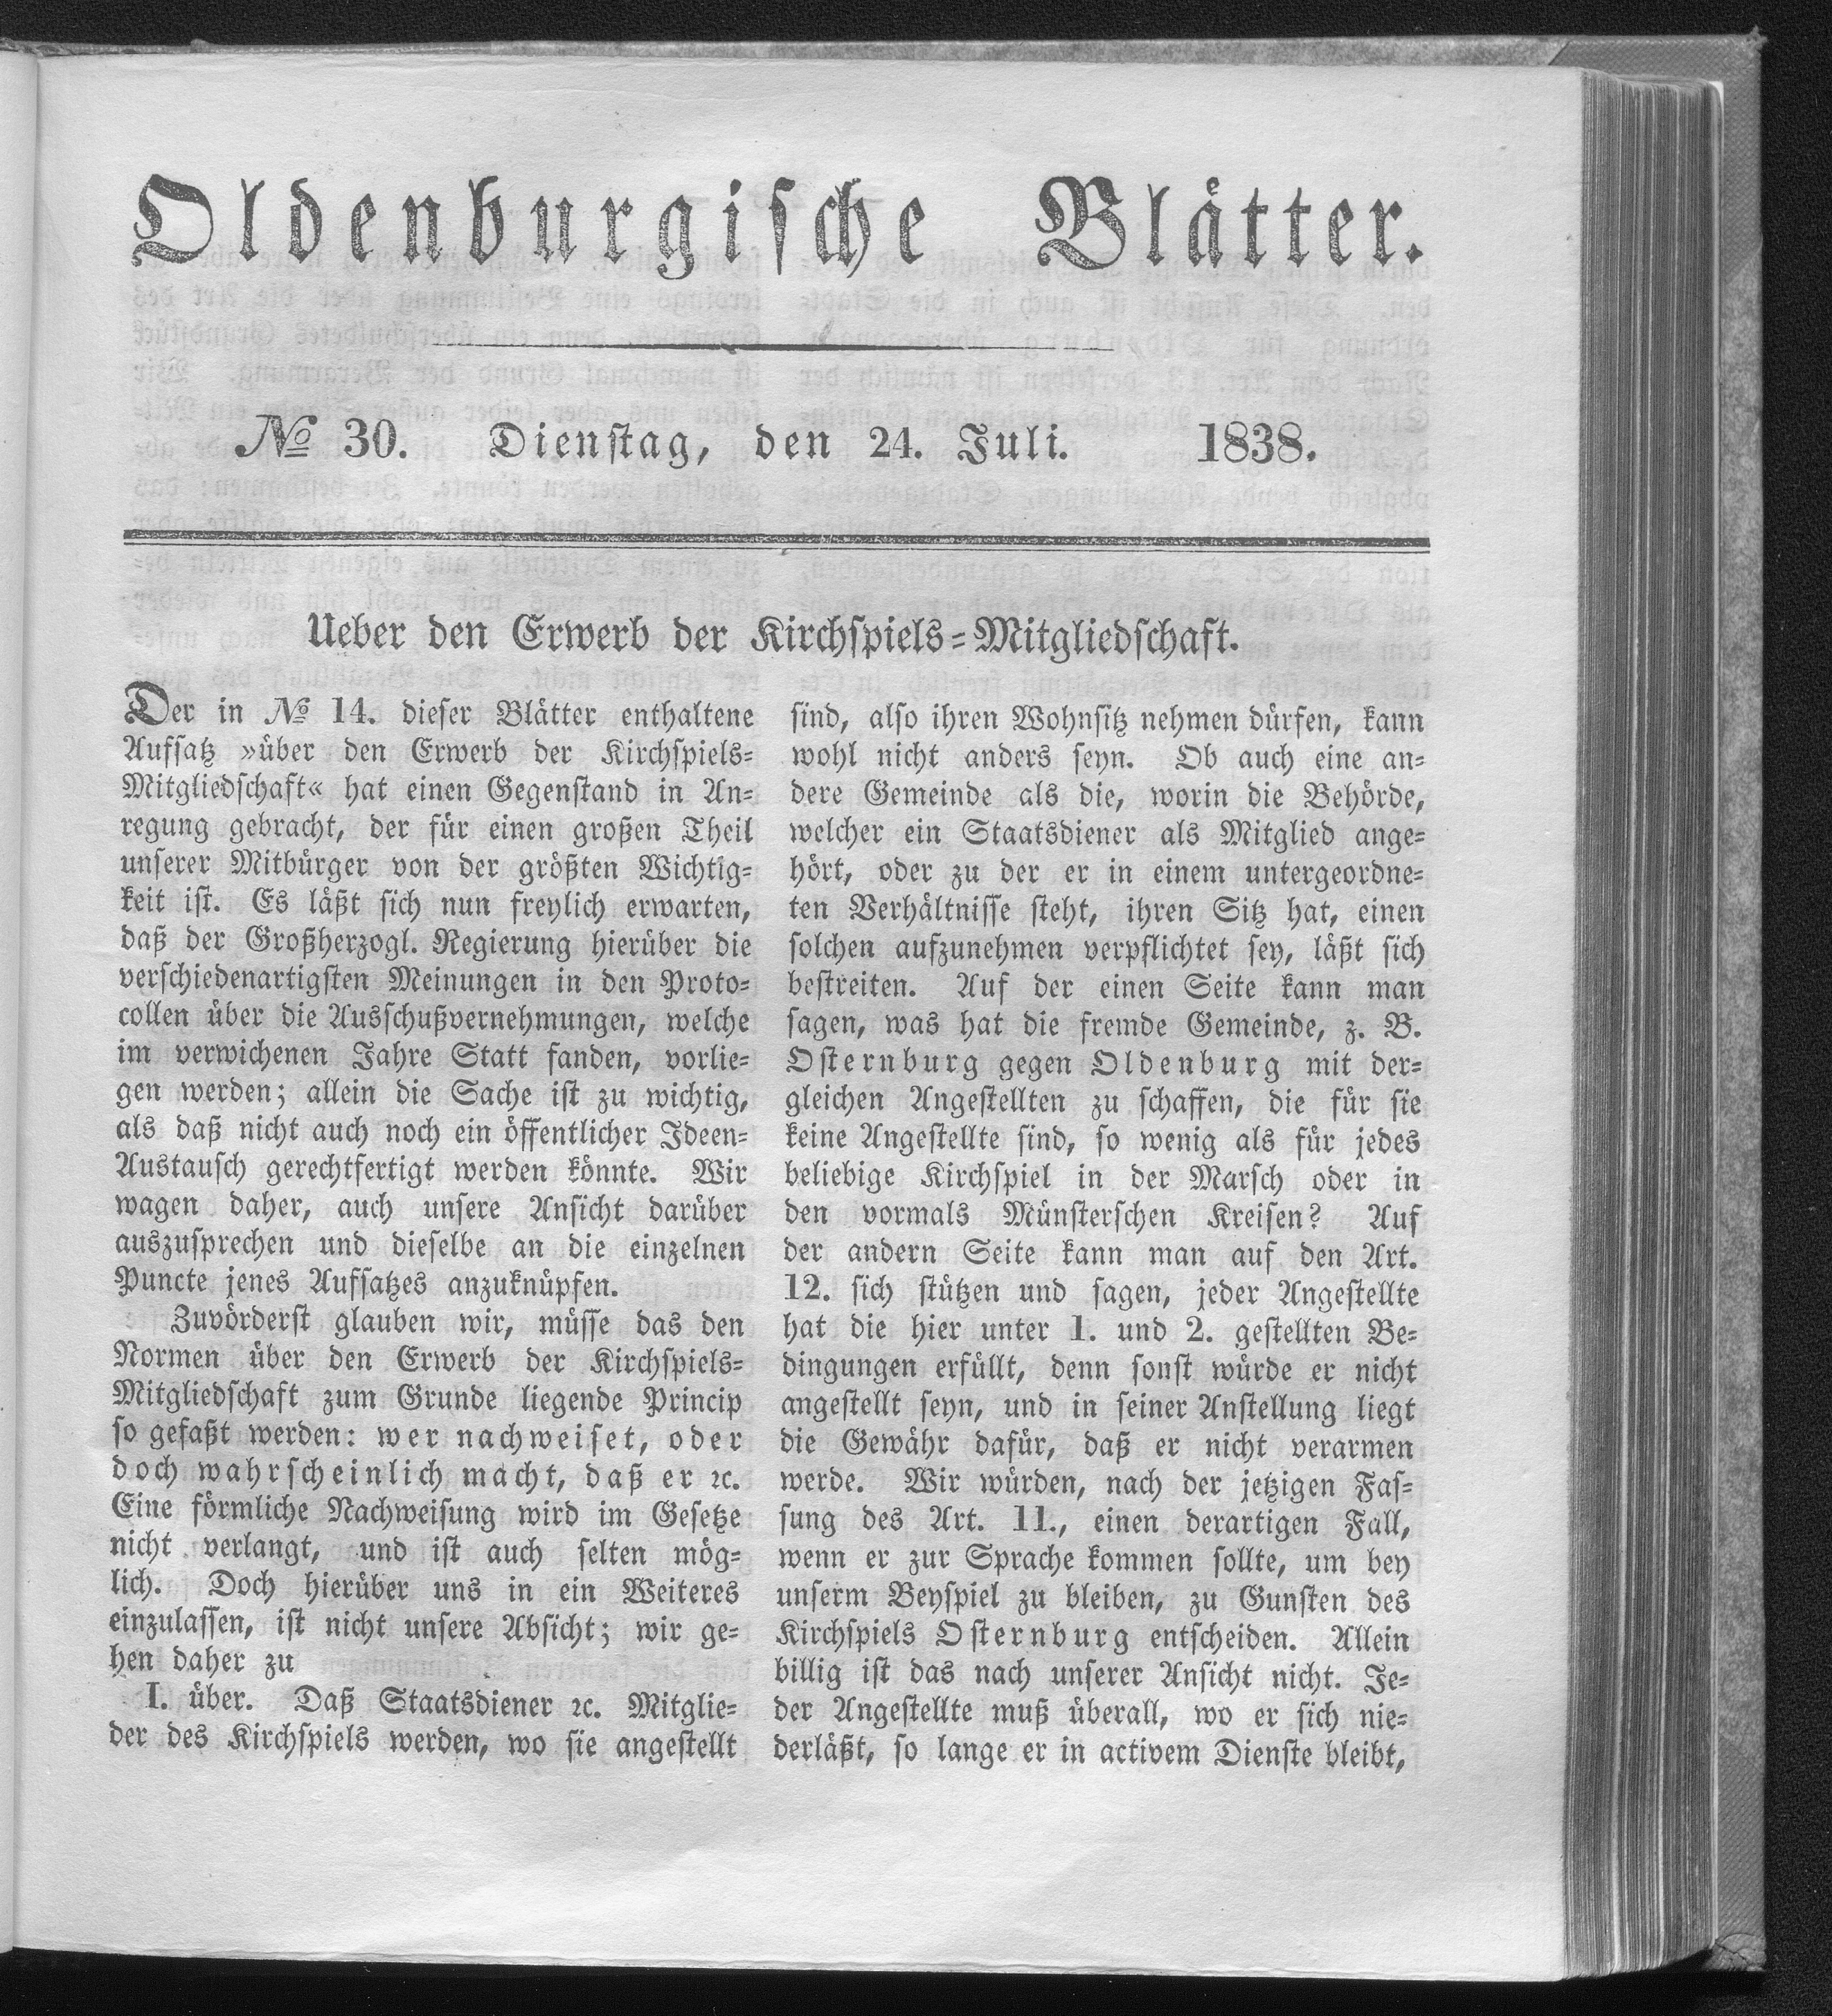 Oldenburgische Blätter.
№ 30. Dienstag, den 24. Juli. 1838.
Ueber den Erwerb der Kirchspiels=Mitgliedschaft.
Der in № 14. dieser Blätter enthaltene
Aufsatz »über den Erwerb der Kirchspiels=
Mitgliedschaft« hat einen Gegenstand in An=
regung gebracht, der für einen großen Theil
unserer Mitbürger von der größten Wichtig=
keit ist. Es läßt sich nun freylich erwarten,
daß der Großherzogl. Regierung hierüber die
verschiedenartigsten Meinungen in den Proto=
collen über die Ausschußvernehmungen, welche
im verwichenen Jahre Statt fanden, vorlie=
gen werden; allein die Sache ist zu wichtig,
als daß nicht auch noch ein öffentlicher Ideen=
Austausch gerechtfertigt werden könnte. Wir
wagen daher, auch unsere Ansicht darüber
auszusprechen und dieselbe an die einzelnen
Puncte jenes Aufsatzes anzuknüpfen.
Zuvörderst glauben wir, müsse das den
Normen über den Erwerb der Kirchspiels=
Mitgliedschaft zum Grunde liegende Princip
so gefaßt werden: wer nachweiset, oder
doch wahrscheinlich macht, daß er ꝛc.
Eine förmliche Nachweisung wird im Gesetze
nicht verlangt, und ist auch selten mög=
lich. Doch hierüber uns in ein Weiteres
einzulassen, ist nicht unsere Absicht; wir ge=
hen daher zu
I. über. Daß Staatsdiener ꝛc. Mitglie=
der des Kirchspiels werden, wo sie angestellt
sind, also ihren Wohnsitz nehmen dürfen, kann
wohl nicht anders seyn. Ob auch eine an=
dere Gemeinde als die, worin die Behörde,
welcher ein Staatsdiener als Mitglied ange=
hört, oder zu der er in einem untergeordne=
ten Verhältnisse steht, ihren Sitz hat, einen
solchen aufzunehmen verpflichtet sey, läßt sich
bestreiten. Auf der einen Seite kann man
sagen, was hat die fremde Gemeinde, z. B.
Osternburg gegen Oldenburg mit der=
gleichen Angestellten zu schaffen, die für sie
keine Angestellte sind, so wenig als für jedes
beliebige Kirchspiel in der Marsch oder in
den vormals Münsterschen Kreisen? Auf
der andern Seite kann man auf den Art.
12. sich stützen und sagen, jeder Angestellte
hat die hier unter 1. und 2. gestellten Be=
dingungen erfüllt, denn sonst würde er nicht
angestellt seyn, und in seiner Anstellung liegt
die Gewähr dafür, daß er nicht verarmen
werde. Wir würden, nach der jetzigen Fas=
sung des Art. 11., einen derartigen Fall,
wenn er zur Sprache kommen sollte, um bey
unserm Beyspiel zu bleiben, zu Gunsten des
Kirchspiels Osternburg entscheiden. Allein
billig ist das nach unserer Ansicht nicht. Je=
der Angestellte muß überall, wo er sich nie=
derläßt, so lange er in activem Dienste bleibt,